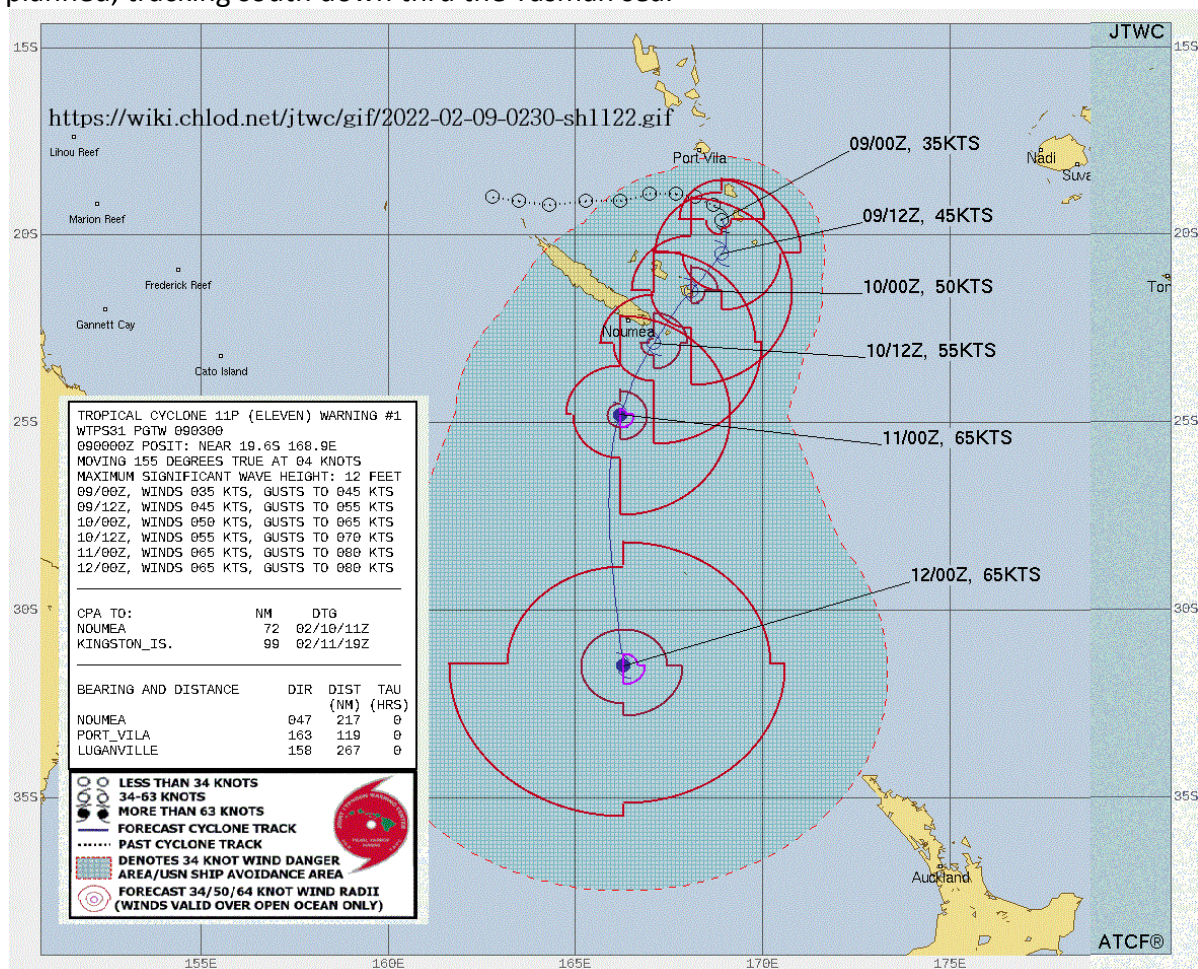 planned) tracking south down thru the Tasman sea.
JTWC
15S
15S
https://wiki.chlod.net/jtwc/gif/2022-02-09-0230-sh1122.gif
Lihou Reef
Port Vila
09/00Z, 35KTS
Nadi
Suva
Marion Reef
09/12Z, 45KTS
20S
20S
Frederick Reef
10/00Z, 50KTS
Tor
Gannett Cay
Noumea
10/12Z, 55KTS
Cato Island
TROPICAL CYCLONE 11P (ELEVEN) WARNING #1
WTPS31 PGTW 090300
090000Z POSIT: NEAR 19.6S 168.9E
MOVING 155 DEGREES TRUE AT 04 KNOTS
MAXIMUM SIGNIFICANT WAVE HEIGHT: 12 FEET
09/00Z, WINDS 035 KTS, GUSTS TO 045 KTS
09/12Z, WINDS 045 KTS, GUSTS TO 055 KTS
10/00Z, WINDS 050 KTS, GUSTS TO 065 KTS
10/12Z, WINDS 055 KTS, GUSTS TO 070 KTS
11/00Z, WINDS 065 KTS, GUSTS TO 080 KTS
12/00Z, WINDS 065 KTS, GUSTS TO 080 KTS
CPA TO: NM DTG
NOUMEA 72 02/10/11Z
KINGSTON_IS. 99 02/11/19Z
BEARING AND DISTANCE DIR DIST TAU
(NM) (HRS)
NOUMEA 047 217 0
PORT_VILA 163 119 0
LUGANVILLE 158 267 0
LESS THAN 34 KNOTS
34-63 KNOTS
MORE THAN 63 KNOTS
FORECAST CYCLONE TRACK
PAST CYCLONE TRACK
DENOTES 34 KNOT WIND DANGER
AREA/USN SHIP AVOIDANCE AREA
FORECAST 34/50/64 KNOT WIND RADII
(WINDS VALID OVER OPEN OCEAN ONLY)
25S
11/00Z, 65KTS
25S
12/00Z, 65KTS
30S
30S
35S
35S
Auckland
ATCF®
155E
160E
165E
170E
175E